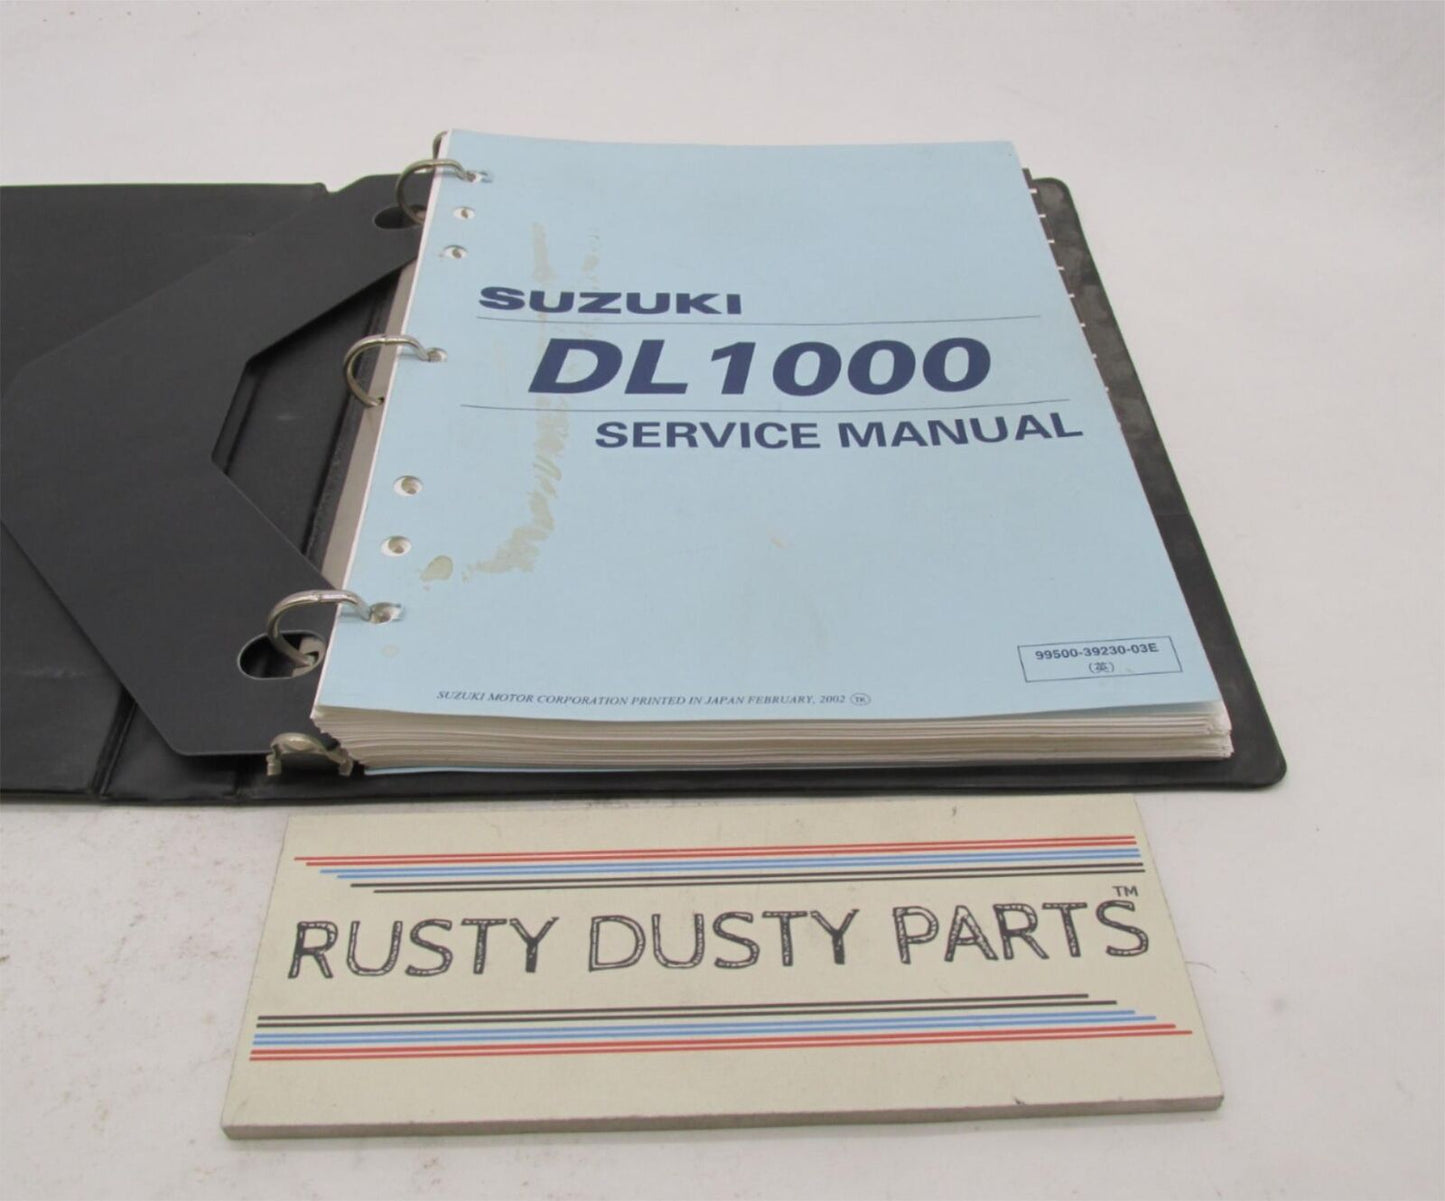 SUZUKI
DL1000
SERVICE MANUAL
99500-39230-03E
(英)
SUZUKI MOTOR CORPORATION PRINTED IN JAPAN FEBRUARY, 2002 TK
RUSTY DUSTY PARTS™